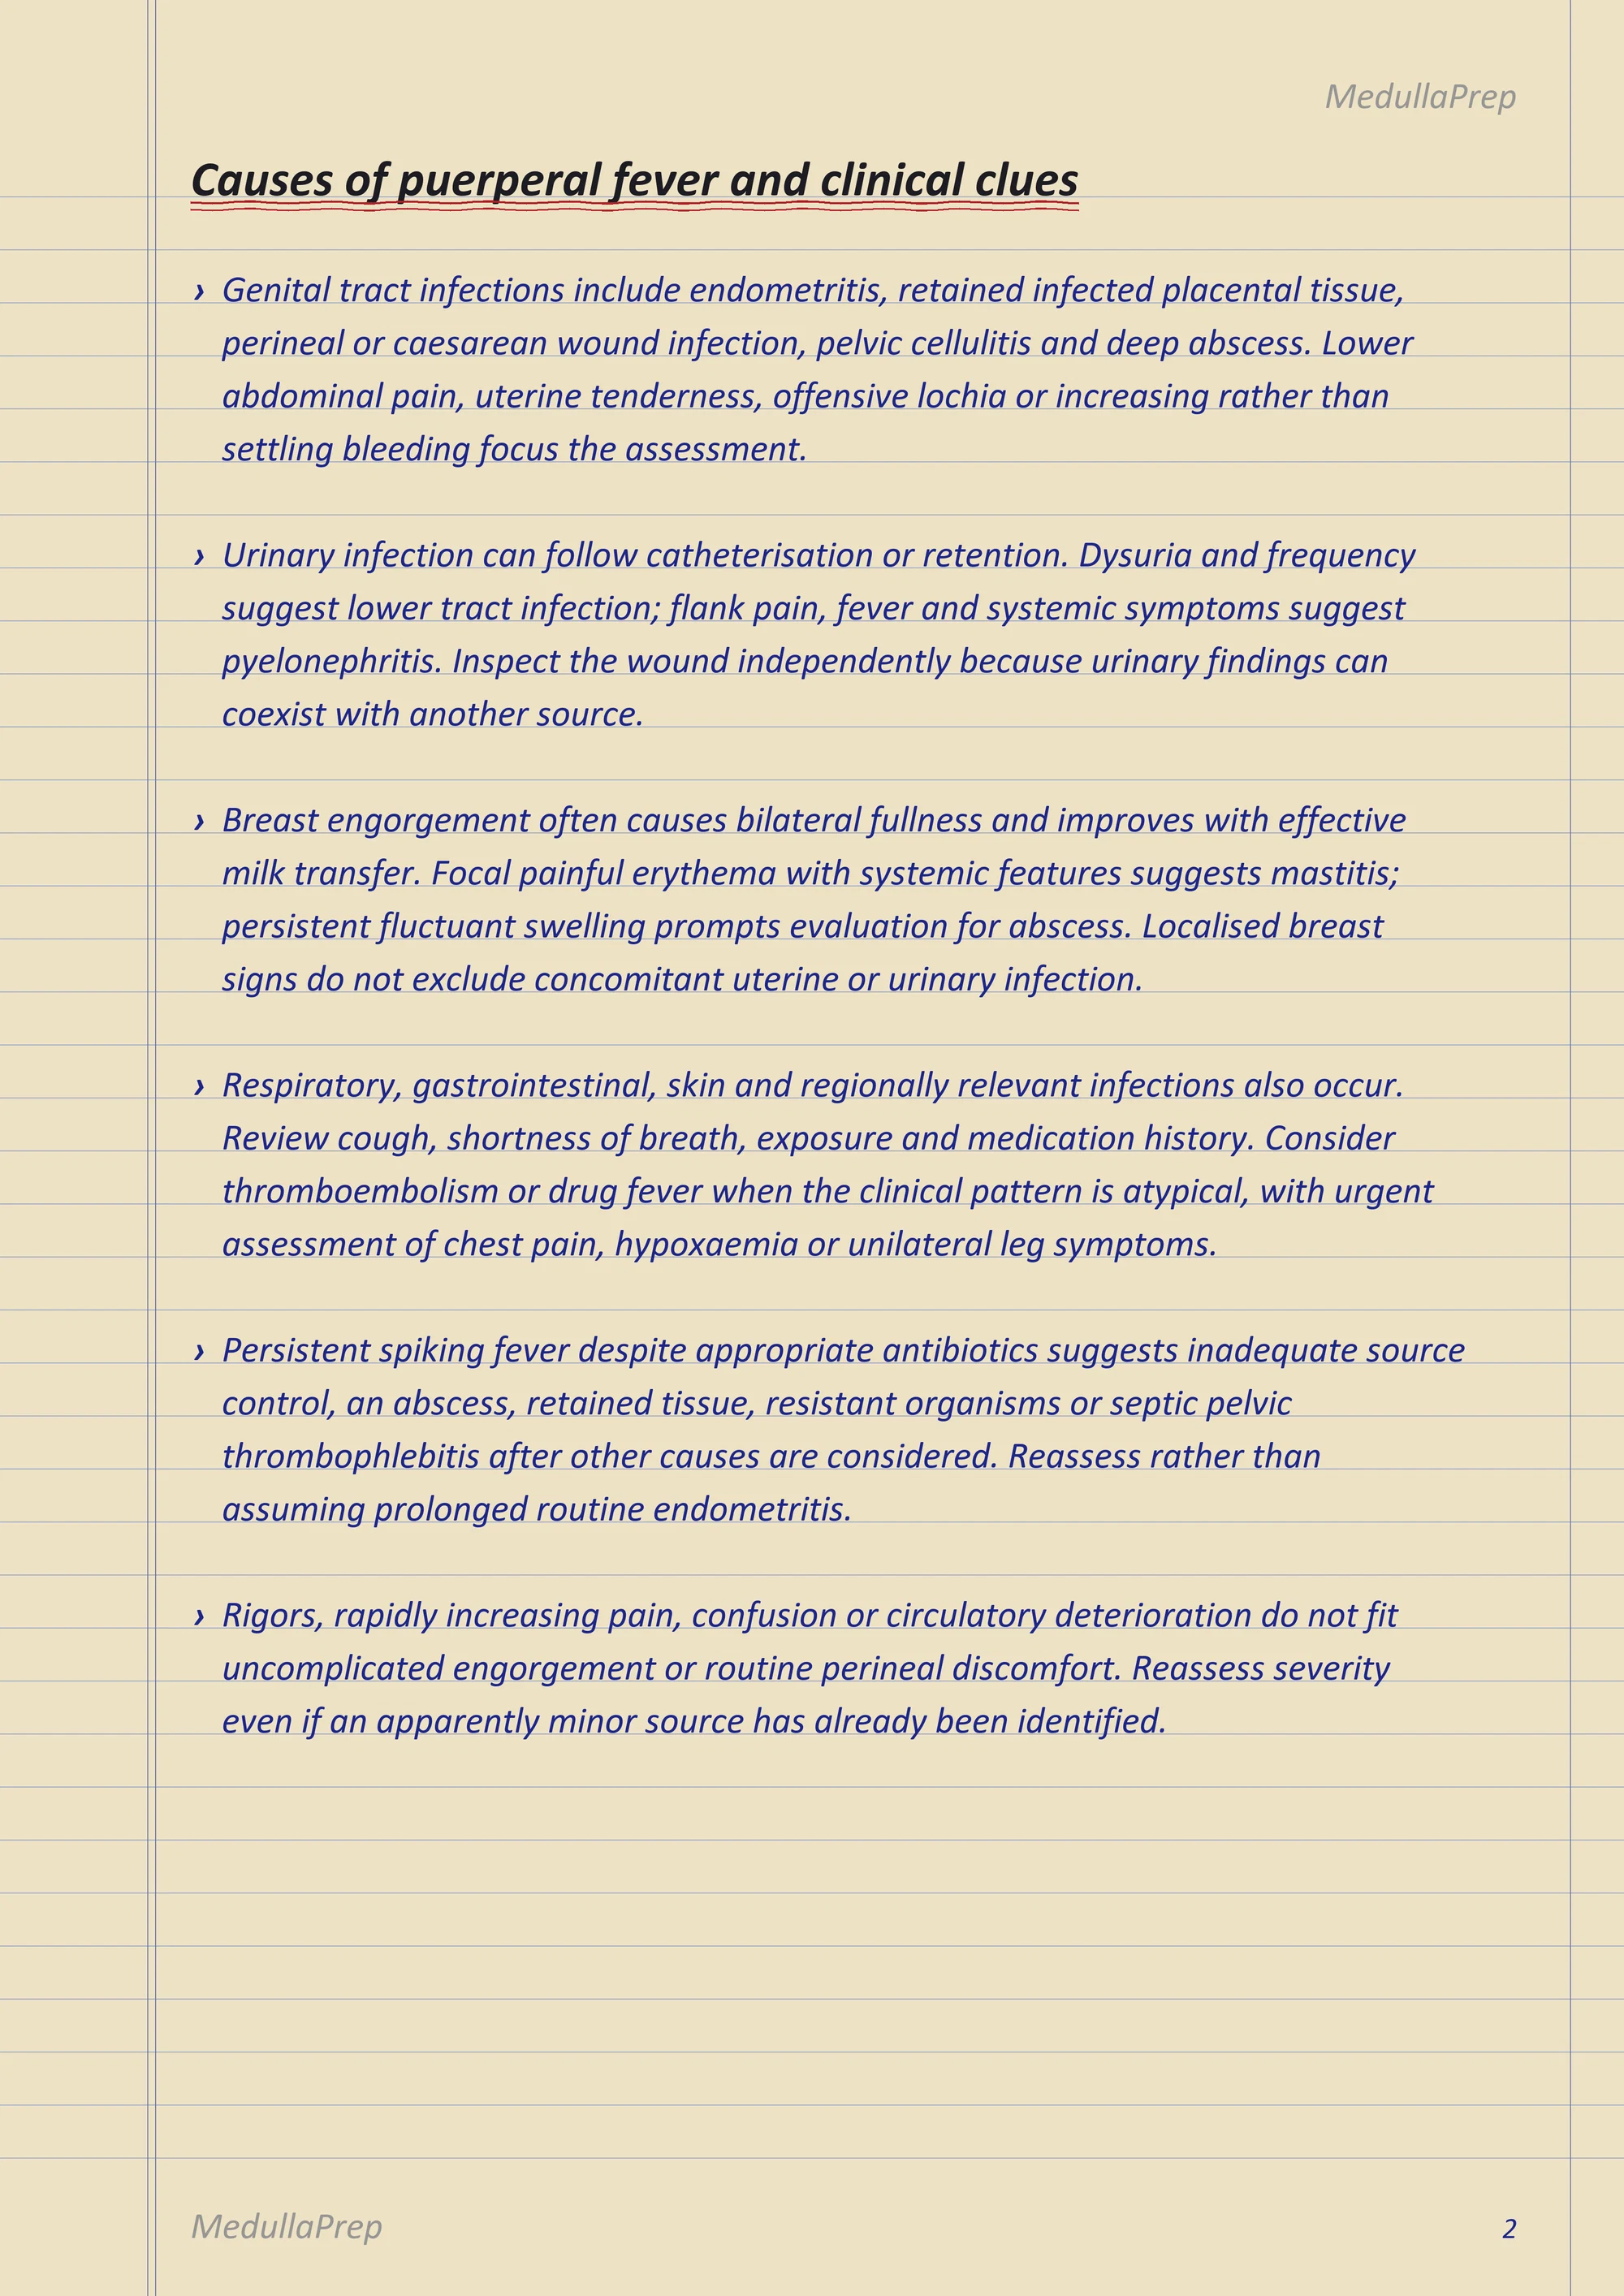 MedullaPrep
Causes of puerperal fever and clinical clues
› Genital tract infections include endometritis, retained infected placental tissue,
perineal or caesarean wound infection, pelvic cellulitis and deep abscess. Lower
abdominal pain, uterine tenderness, offensive lochia or increasing rather than
settling bleeding focus the assessment.
› Urinary infection can follow catheterisation or retention. Dysuria and frequency
suggest lower tract infection; flank pain, fever and systemic symptoms suggest
pyelonephritis. Inspect the wound independently because urinary findings can
coexist with another source.
› Breast engorgement often causes bilateral fullness and improves with effective
milk transfer. Focal painful erythema with systemic features suggests mastitis;
persistent fluctuant swelling prompts evaluation for abscess. Localised breast
signs do not exclude concomitant uterine or urinary infection.
› Respiratory, gastrointestinal, skin and regionally relevant infections also occur.
Review cough, shortness of breath, exposure and medication history. Consider
thromboembolism or drug fever when the clinical pattern is atypical, with urgent
assessment of chest pain, hypoxaemia or unilateral leg symptoms.
› Persistent spiking fever despite appropriate antibiotics suggests inadequate source
control, an abscess, retained tissue, resistant organisms or septic pelvic
thrombophlebitis after other causes are considered. Reassess rather than
assuming prolonged routine endometritis.
› Rigors, rapidly increasing pain, confusion or circulatory deterioration do not fit
uncomplicated engorgement or routine perineal discomfort. Reassess severity
even if an apparently minor source has already been identified.
MedullaPrep
2